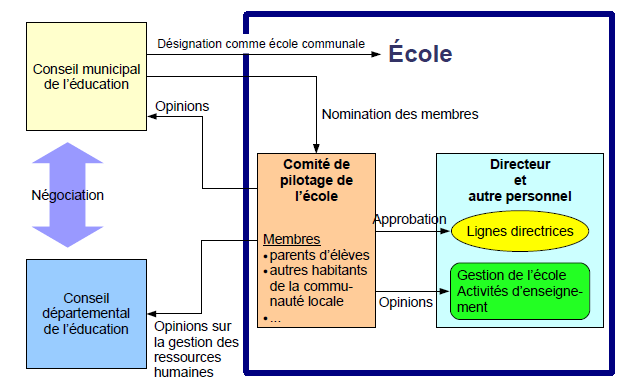 Désignation comme école communale
École
Conseil municipal
de l'éducation
Opinions
Nomination des membres
Négociation
Comité de
pilotage de
l'école
Membres
•parents d'élèves
•autres habitants
de la commu-
nauté locale
•...
Directeur
et
autre personnel
Approbation
Lignes directrices
Opinions
Gestion de l'école
Activités d'enseigne-
ment
Conseil
départemental
de l'éducation
Opinions sur
la gestion des
ressources
humaines